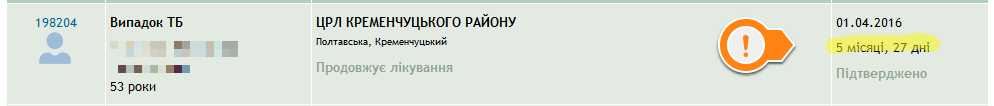 198204
Випадок ТБ
53 роки
ЦРЛ КРЕМЕНЧУЦЬКОГО РАЙОНУ
Полтавська, Кременчуцький
Продовжує лікування
!
01.04.2016
5 місяці, 27 дні
Підтверджено